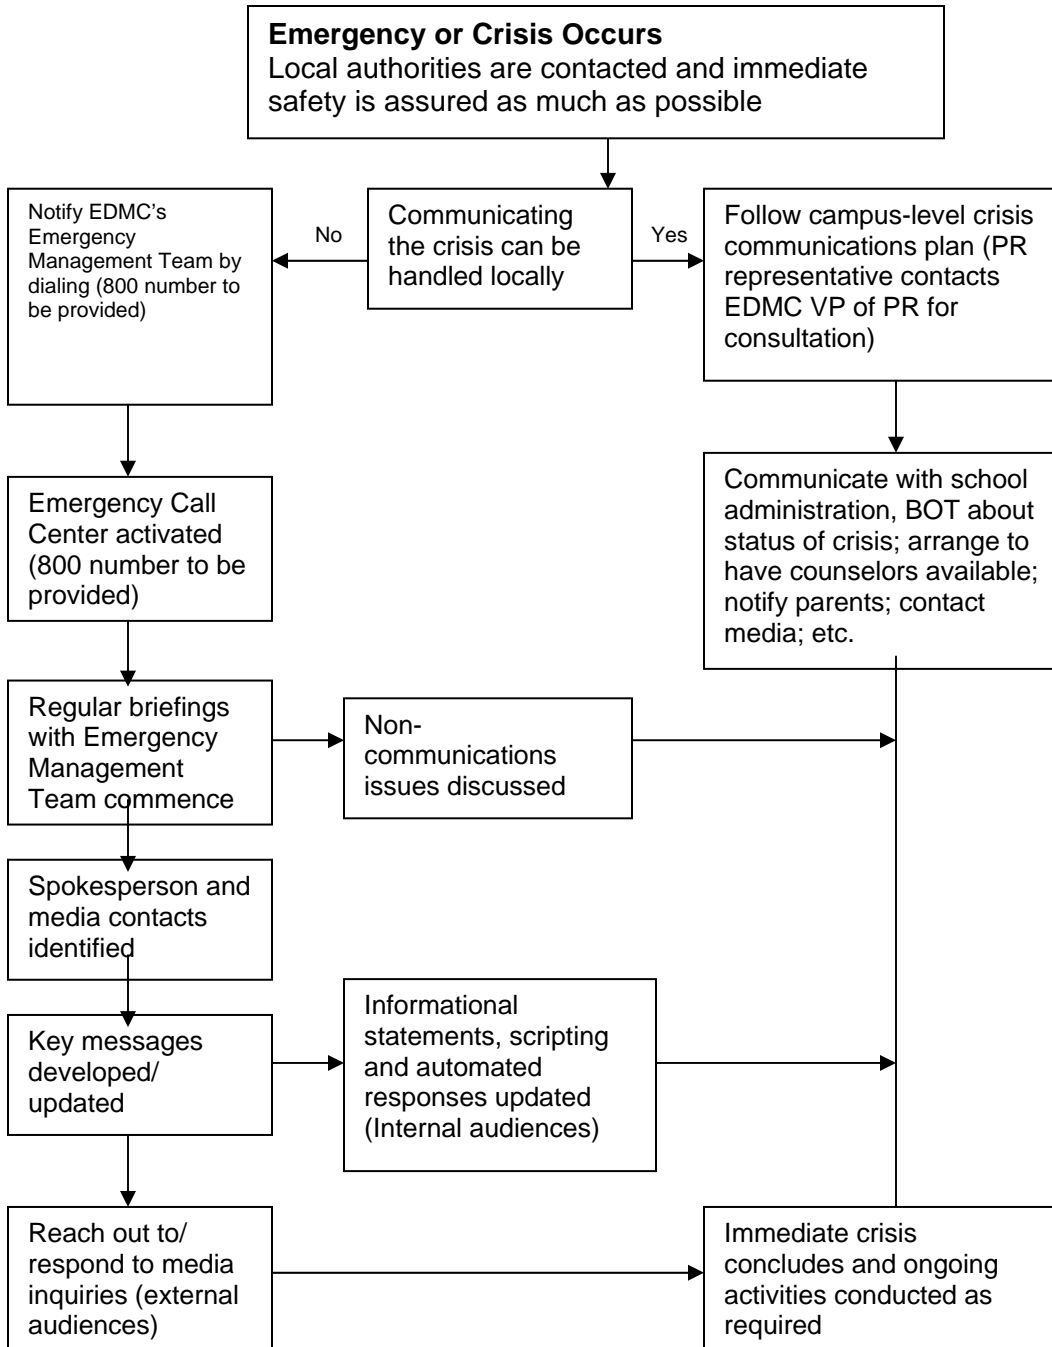 Emergency or Crisis Occurs
Local authorities are contacted and immediate
safety is assured as much as possible
Notify EDMC's
Emergency
Management Team by
dialing (800 number to
be provided)
No
Communicating
the crisis can be
handled locally
Yes
Follow campus-level crisis
communications plan (PR
representative contacts
EDMC VP of PR for
consultation)
Emergency Call
Center activated
(800 number to be
provided)
Communicate with school
administration, BOT about
status of crisis; arrange to
have counselors available;
notify parents; contact
media; etc.
Regular briefings
with Emergency
Management
Team commence
Non-
communications
issues discussed
Spokesperson and
media contacts
identified
Key messages
developed/
updated
Informational
statements, scripting
and automated
responses updated
(Internal audiences)
Reach out to/
respond to media
inquiries (external
audiences)
Immediate crisis
concludes and ongoing
activities conducted as
required